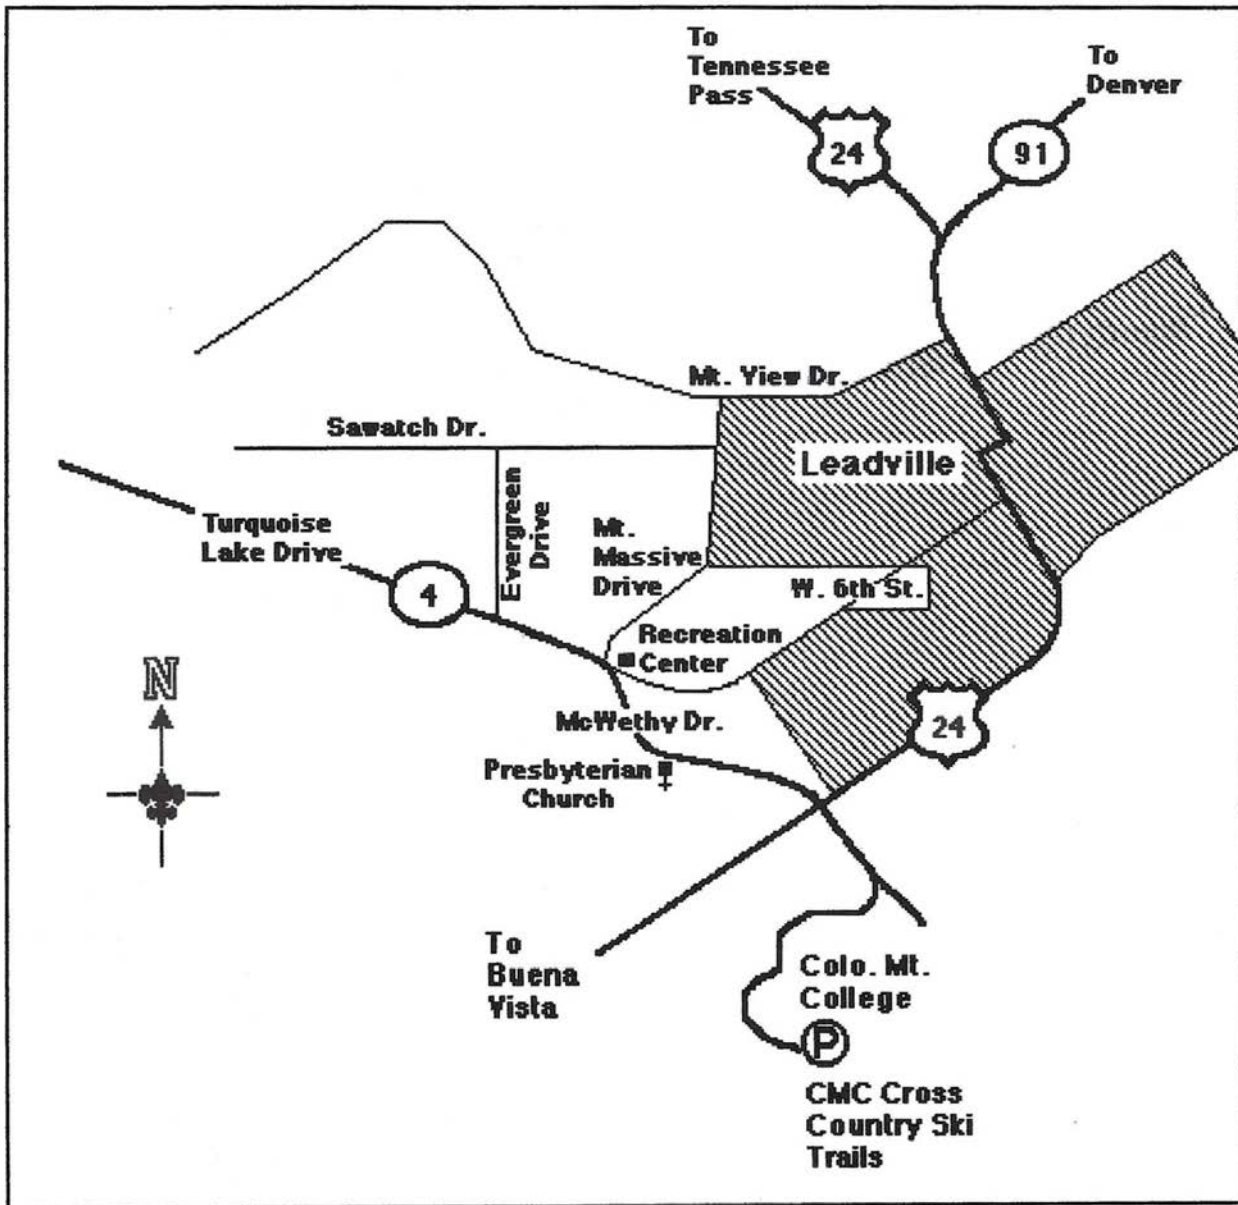 To
Tennessee
Pass
To
Denver
24
91
Mt. View Dr.
Sawatch Dr.
Leadville
Evergreen
Drive
Mt.
Massive
Drive
Turquoise
Lake Drive
4
W. 6th St.
Recreation
Center
N
McWethy Dr.
24
Presbyterian
Church
To
Buena
Vista
Colo. Mt.
College
P
CMC Cross
Country Ski
Trails